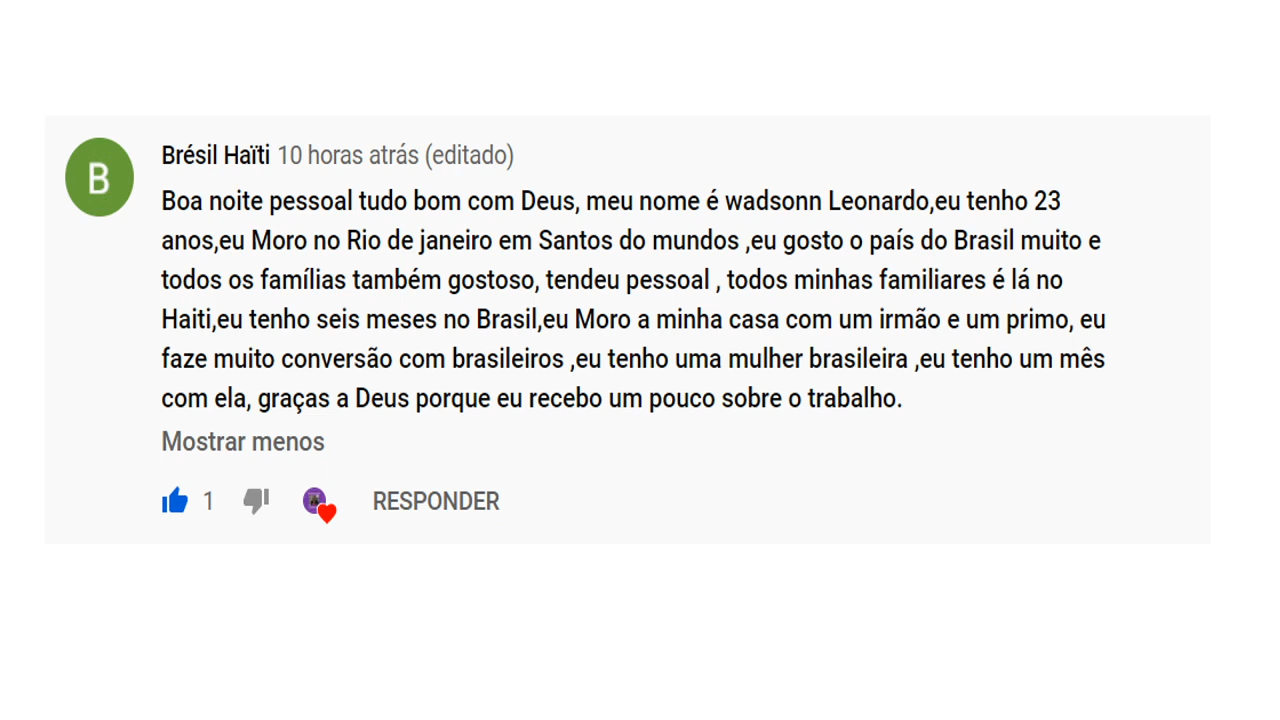 B
Brésil Haïti 10 horas atrás (editado)
Boa noite pessoal tudo bom com Deus, meu nome é wadsonn Leonardo,eu tenho 23
anos,eu Moro no Rio de janeiro em Santos do mundos ,eu gosto o país do Brasil muito e
todos os famílias também gostoso, tendeu pessoal , todos minhas familiares é lá no
Haiti,eu tenho seis meses no Brasil,eu Moro a minha casa com um irmão e um primo, eu
faze muito conversão com brasileiros ,eu tenho uma mulher brasileira ,eu tenho um mês
com ela, graças a Deus porque eu recebo um pouco sobre o trabalho.
Mostrar menos
1 RESPONDER